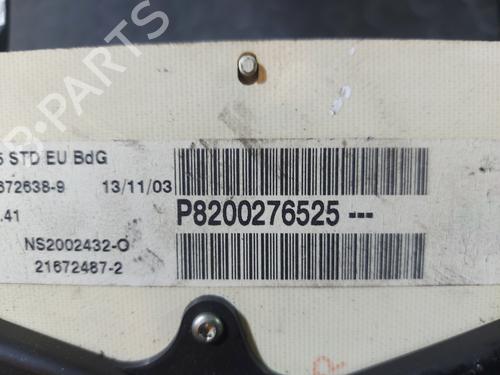 B-PARTS
5 STD EU BdG
672638-9 13/11/03
.41 P8200276525 ---
NS2002432-O
21672487-2